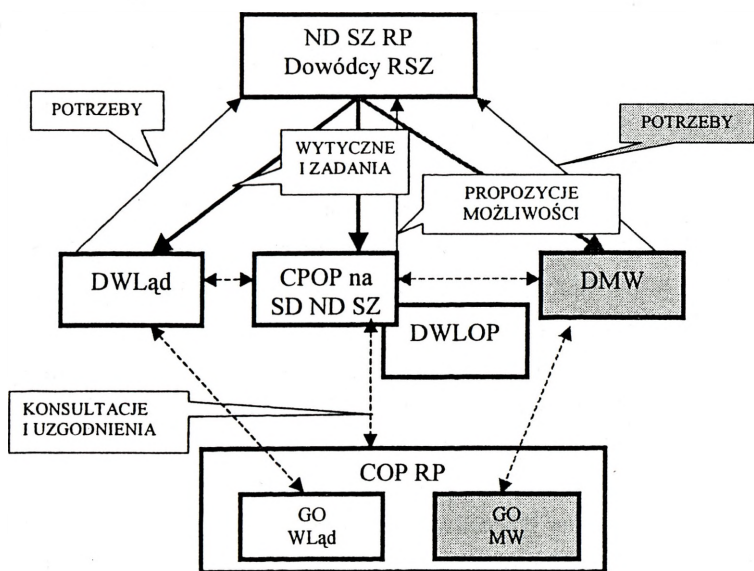 ND SZ RP
Dowódcy RSZ
POTRZEBY
POTRZEBY
WYTYCZNE
I ZADANIA
PROPOZYCJE
MOŻLIWOŚCI
DWLąd
CPOP na
SD ND SZ
DMW
DWLOP
KONSULTACJE
I UZGODNIENIA
COP RP
GO
WLąd
GO
MW